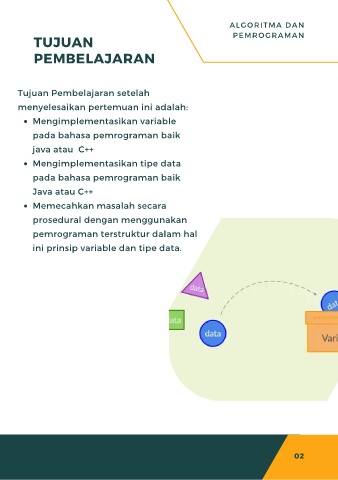 ALGORITMA DAN
PEMROGRAMAN
TUJUAN
PEMBELAJARAN
Tujuan Pembelajaran setelah
menyelesaikan pertemuan ini adalah:
• Mengimplementasikan variable
pada bahasa pemrograman baik
java atau C++
• Mengimplementasikan tipe data
pada bahasa pemrograman baik
Java atau C++
• Memecahkan masalah secara
prosedural dengan menggunakan
pemrograman terstruktur dalam hal
ini prinsip variable dan tipe data.
data
ata
data
dat
Vari
02